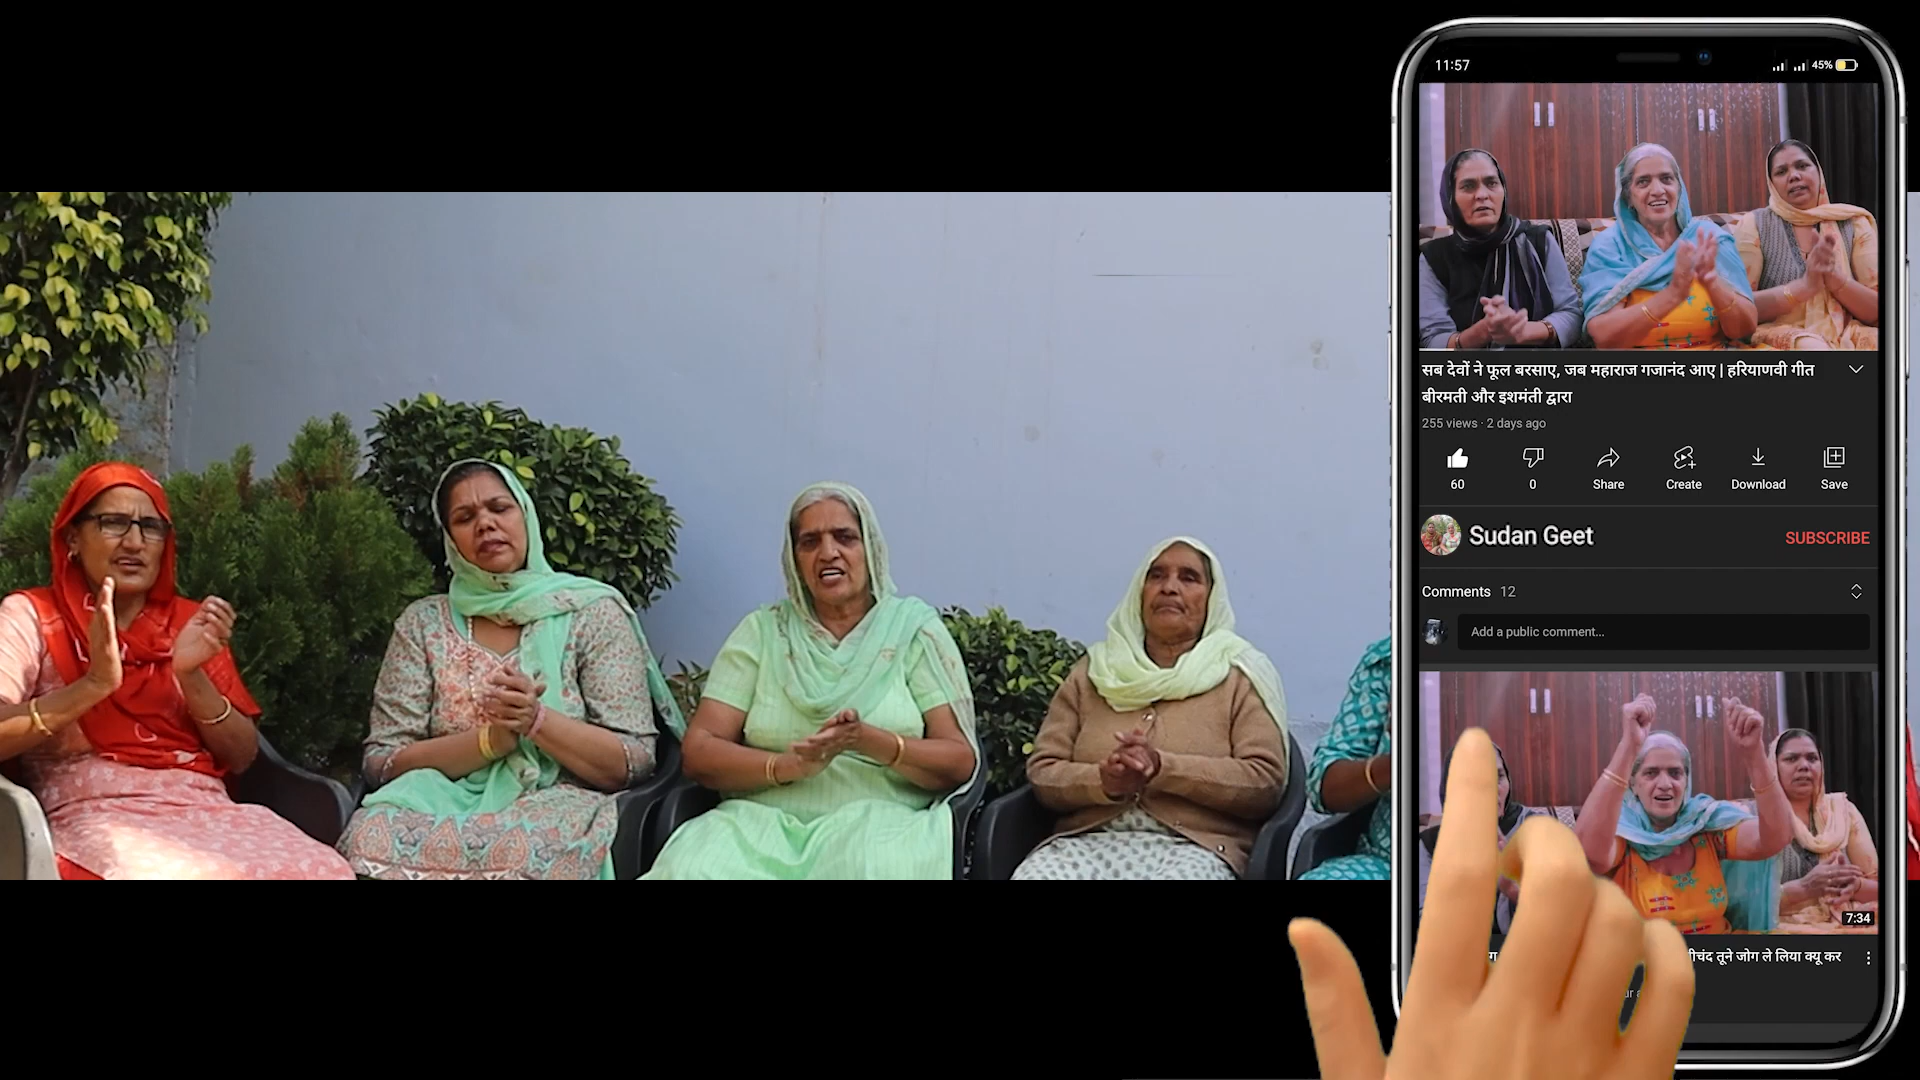 11:57
45%
सब देवों ने फूल बरसाए, जब महाराज गजानंद आए | हरियाणवी गीत
बीरमती और इशमंती द्वारा
255 views · 2 days ago
60
0
Share
Create
Download
Save
Sudan Geet
SUBSCRIBE
Comments 12
Add a public comment...
7:34
तूने जोग ले लिया क्यू कर